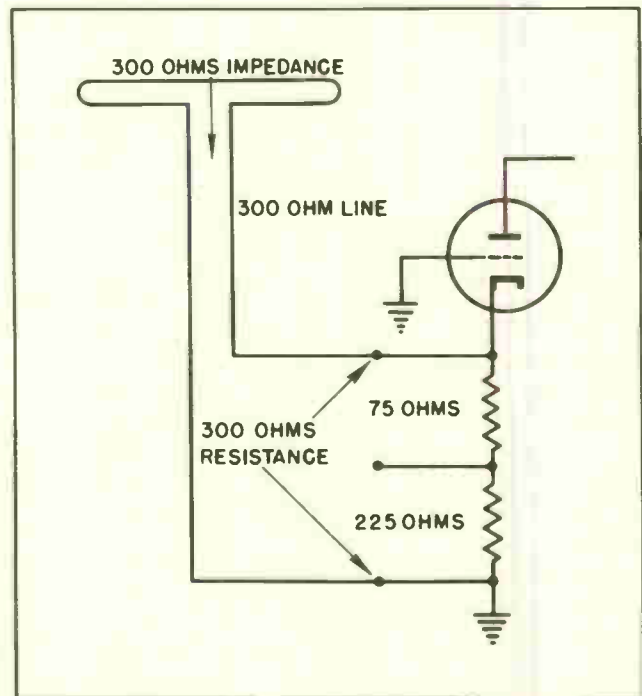 300 OHMS IMPEDANCE
300 OHM LINE
75 OHMS
300 OHMS
RESISTANCE
225 OHMS